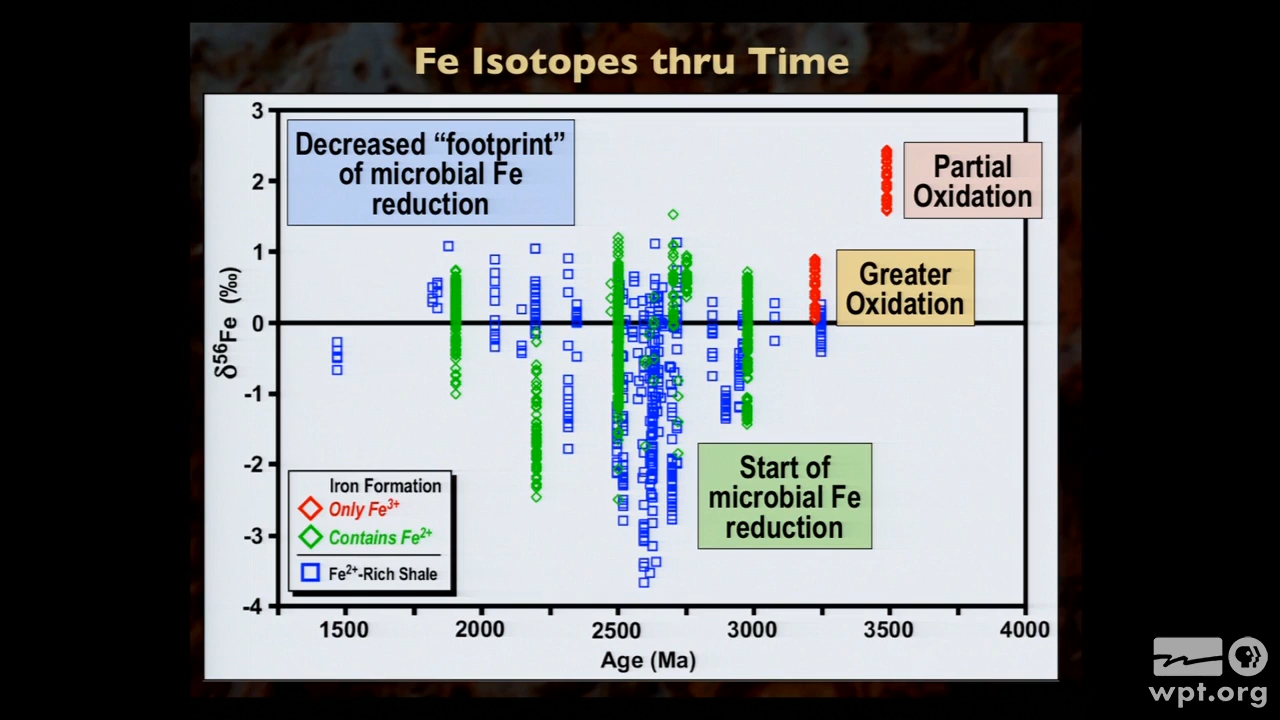 Fe Isotopes thru Time
3
2
1
0
-1
-2
-3
-4
δ⁵⁶Fe (‰)
Decreased “footprint”
of microbial Fe
reduction
Partial
Oxidation
Greater
Oxidation
Start of
microbial Fe
reduction
Iron Formation
Only Fe³⁺
Contains Fe²⁺
Fe²⁺-Rich Shale
1500
2000
2500
3000
3500
4000
Age (Ma)
wpt.org